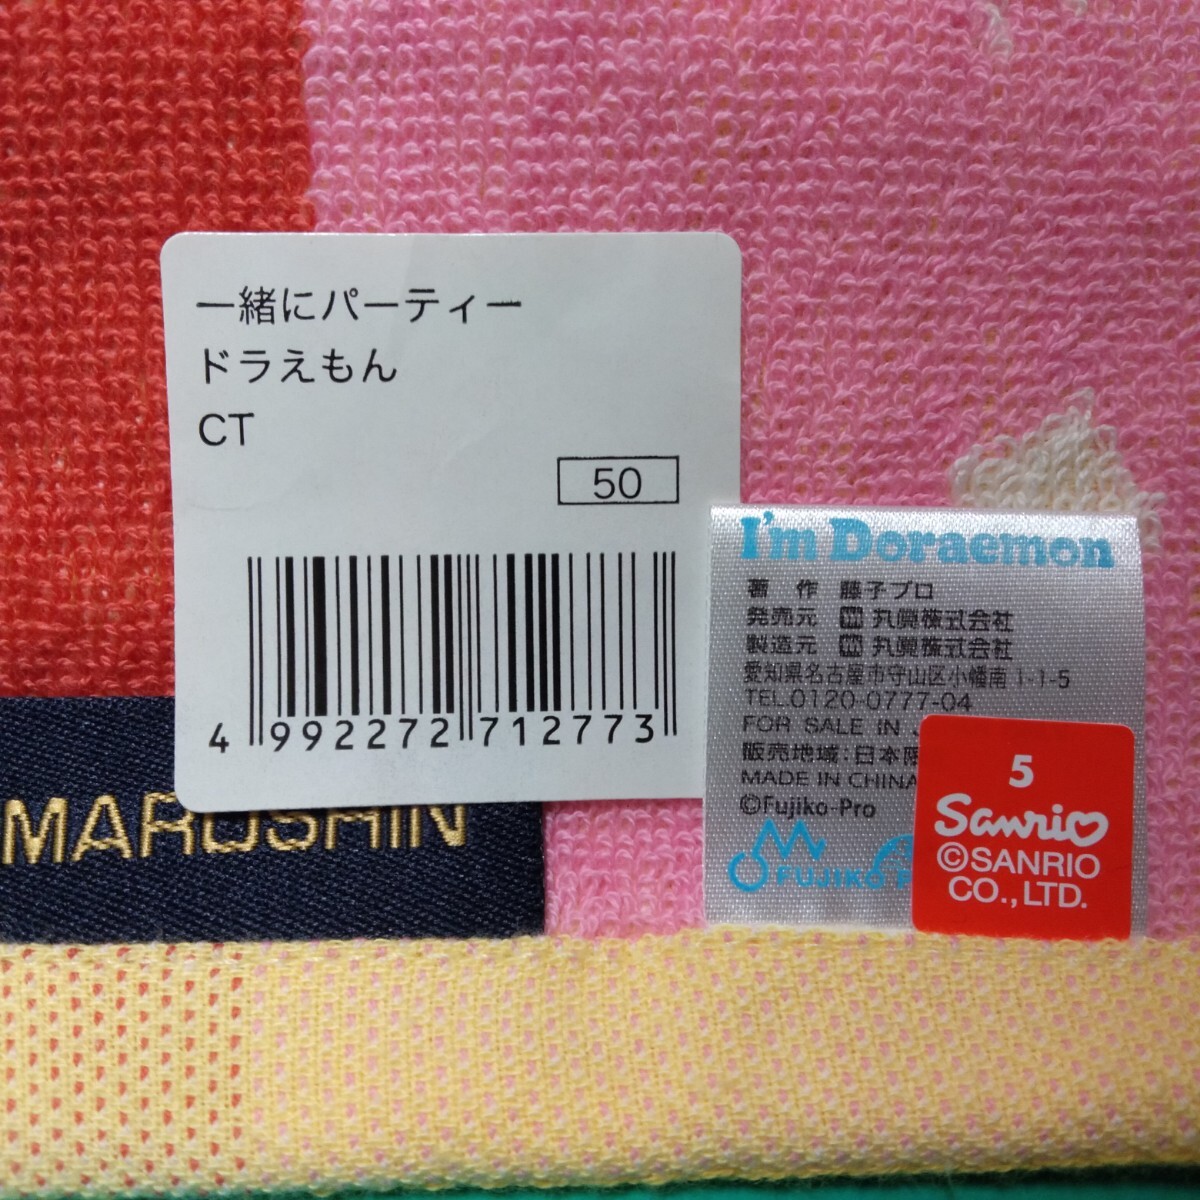 一緒にパーティー
ドラえもん
CT
50
4 992272 712773
MARUSHIN
I'm Doraemon
著 作 藤子プロ
発売元 丸眞株式会社
製造元 丸眞株式会社
愛知県名古屋市守山区小幡南 1-1-5
TEL.0120-0777-04
FOR SALE IN
販売地域:日本限
MADE IN CHINA
©Fujiko-Pro
FUJIKO
5
Sanrio
©SANRIO
CO.,LTD.